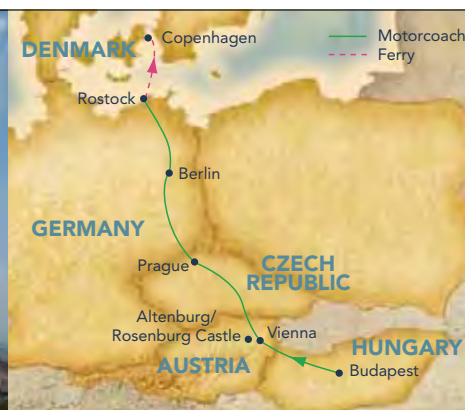 DENMARK
Copenhagen
Motorcoach
Ferry
Rostock
Berlin
GERMANY
Prague
CZECH
REPUBLIC
Altenburg/
Rosenburg Castle
Vienna
HUNGARY
AUSTRIA
Budapest